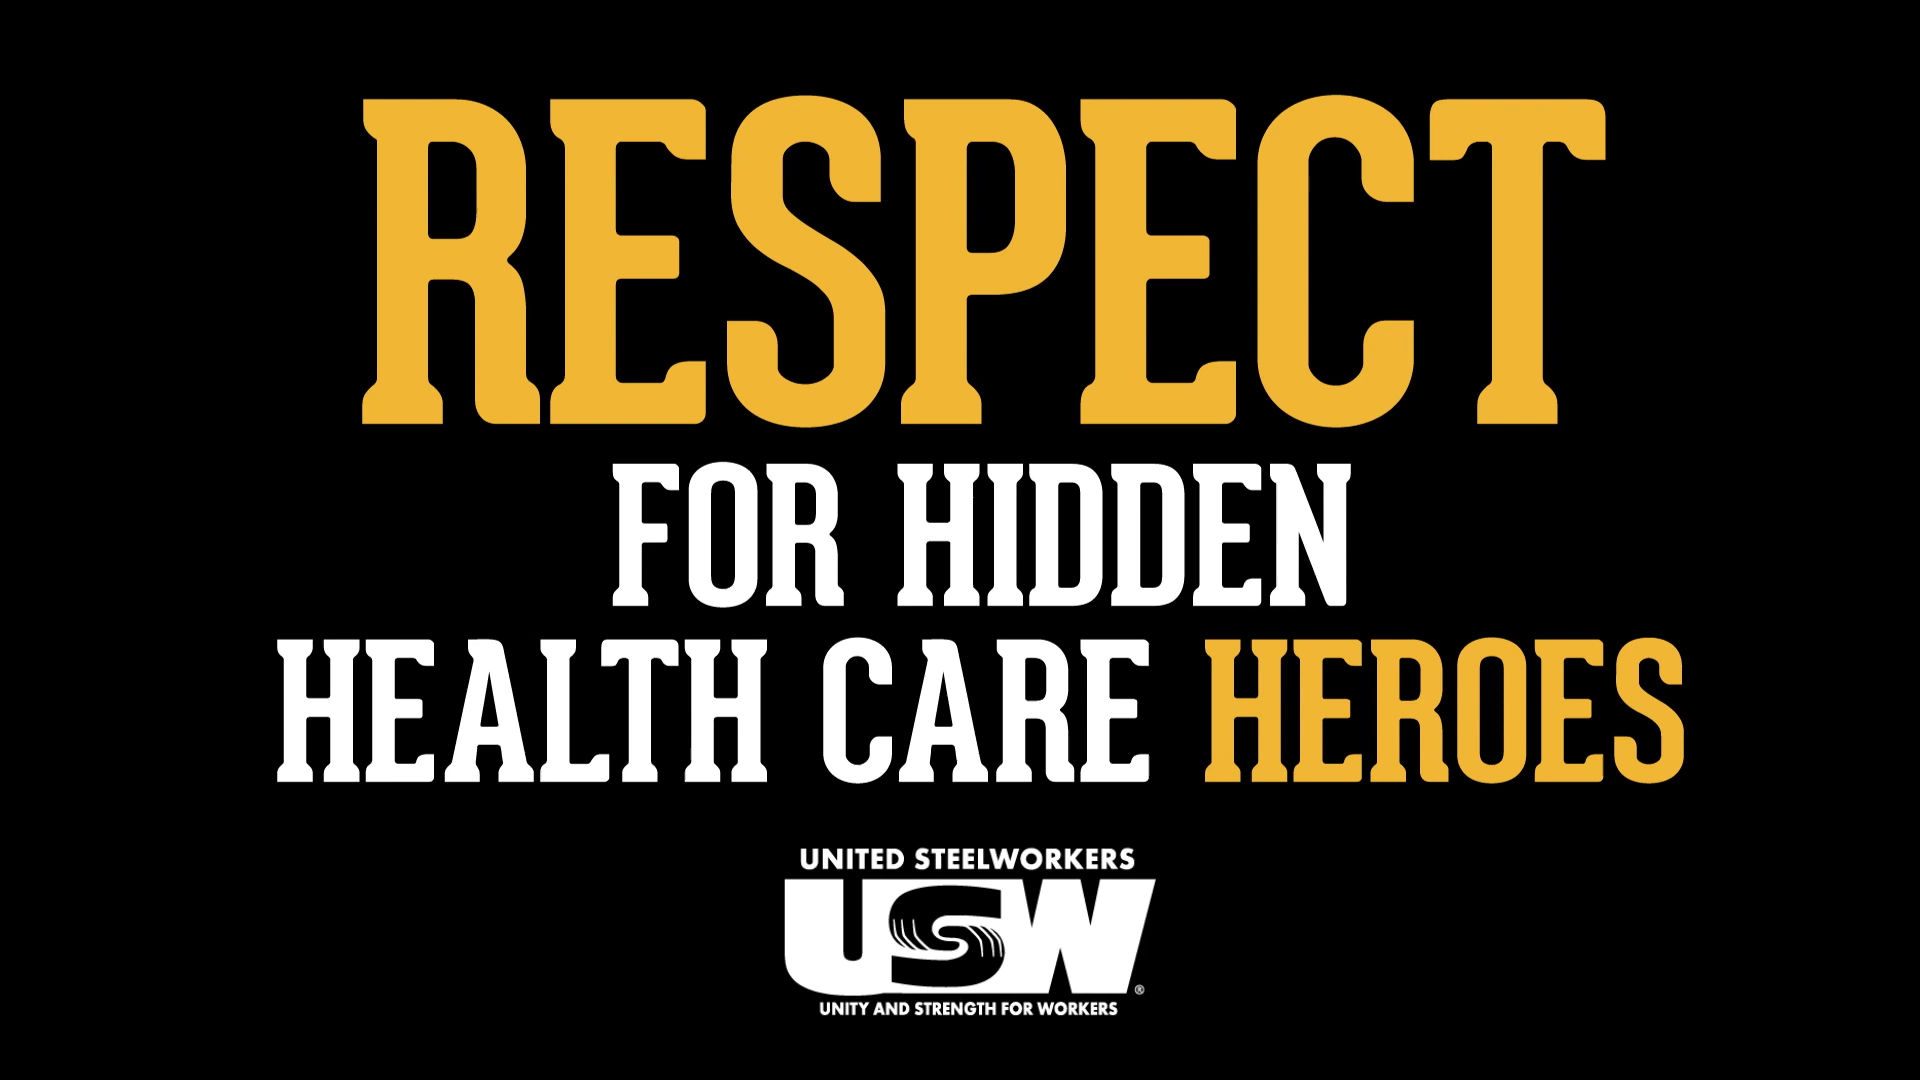 RESPECT
FOR HIDDEN
HEALTH CARE HEROES
UNITED STEELWORKERS
USW®
UNITY AND STRENGTH FOR WORKERS